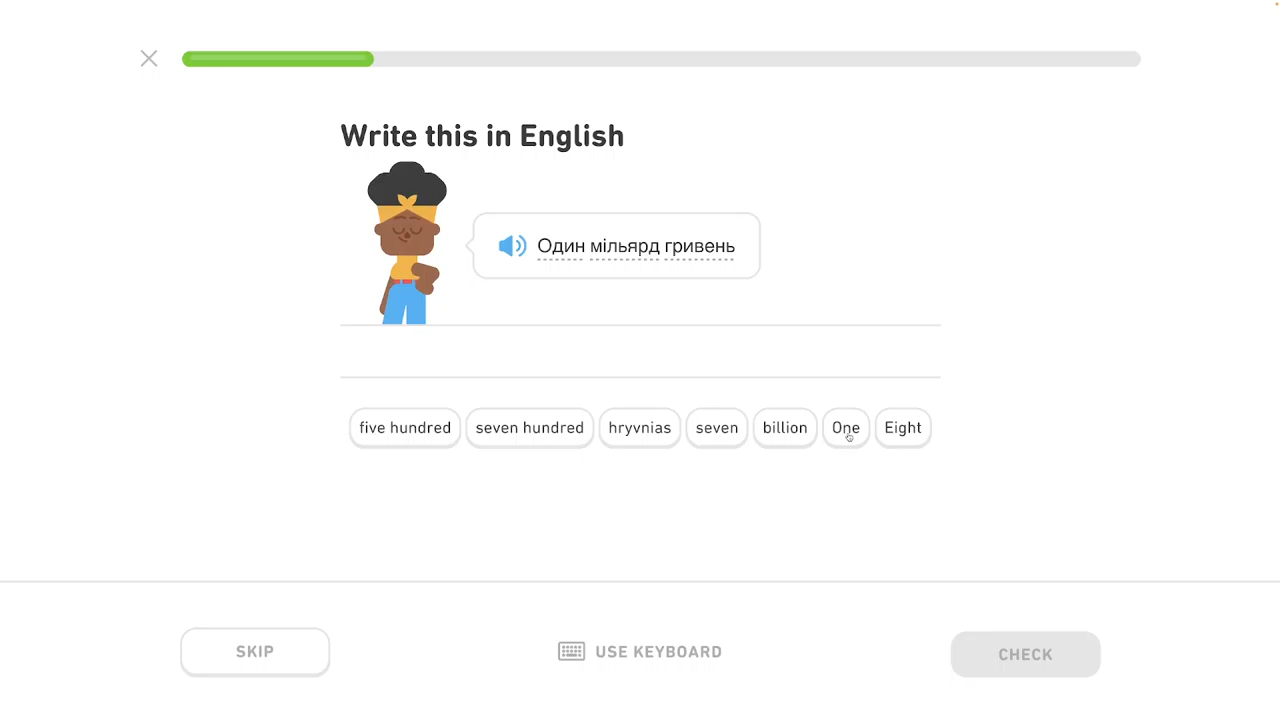 Write this in English
Один мільярд гривень
five hundred seven hundred hryvnias seven billion One Eight
SKIP USE KEYBOARD CHECK